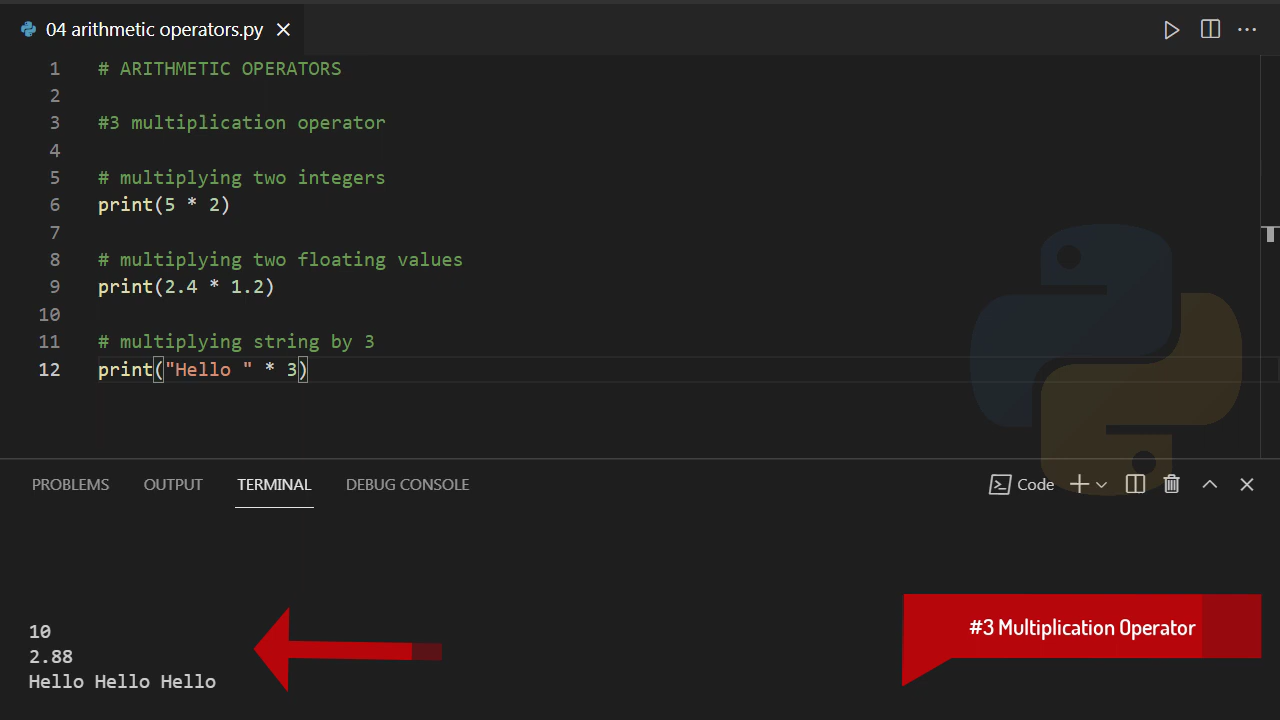 04 arithmetic operators.py
1 # ARITHMETIC OPERATORS
2
3 #3 multiplication operator
4
5 # multiplying two integers
6 print(5 * 2)
7
8 # multiplying two floating values
9 print(2.4 * 1.2)
10
11 # multiplying string by 3
12 print("Hello " * 3)
PROBLEMS OUTPUT TERMINAL DEBUG CONSOLE Code
10
2.88
Hello Hello Hello
#3 Multiplication Operator